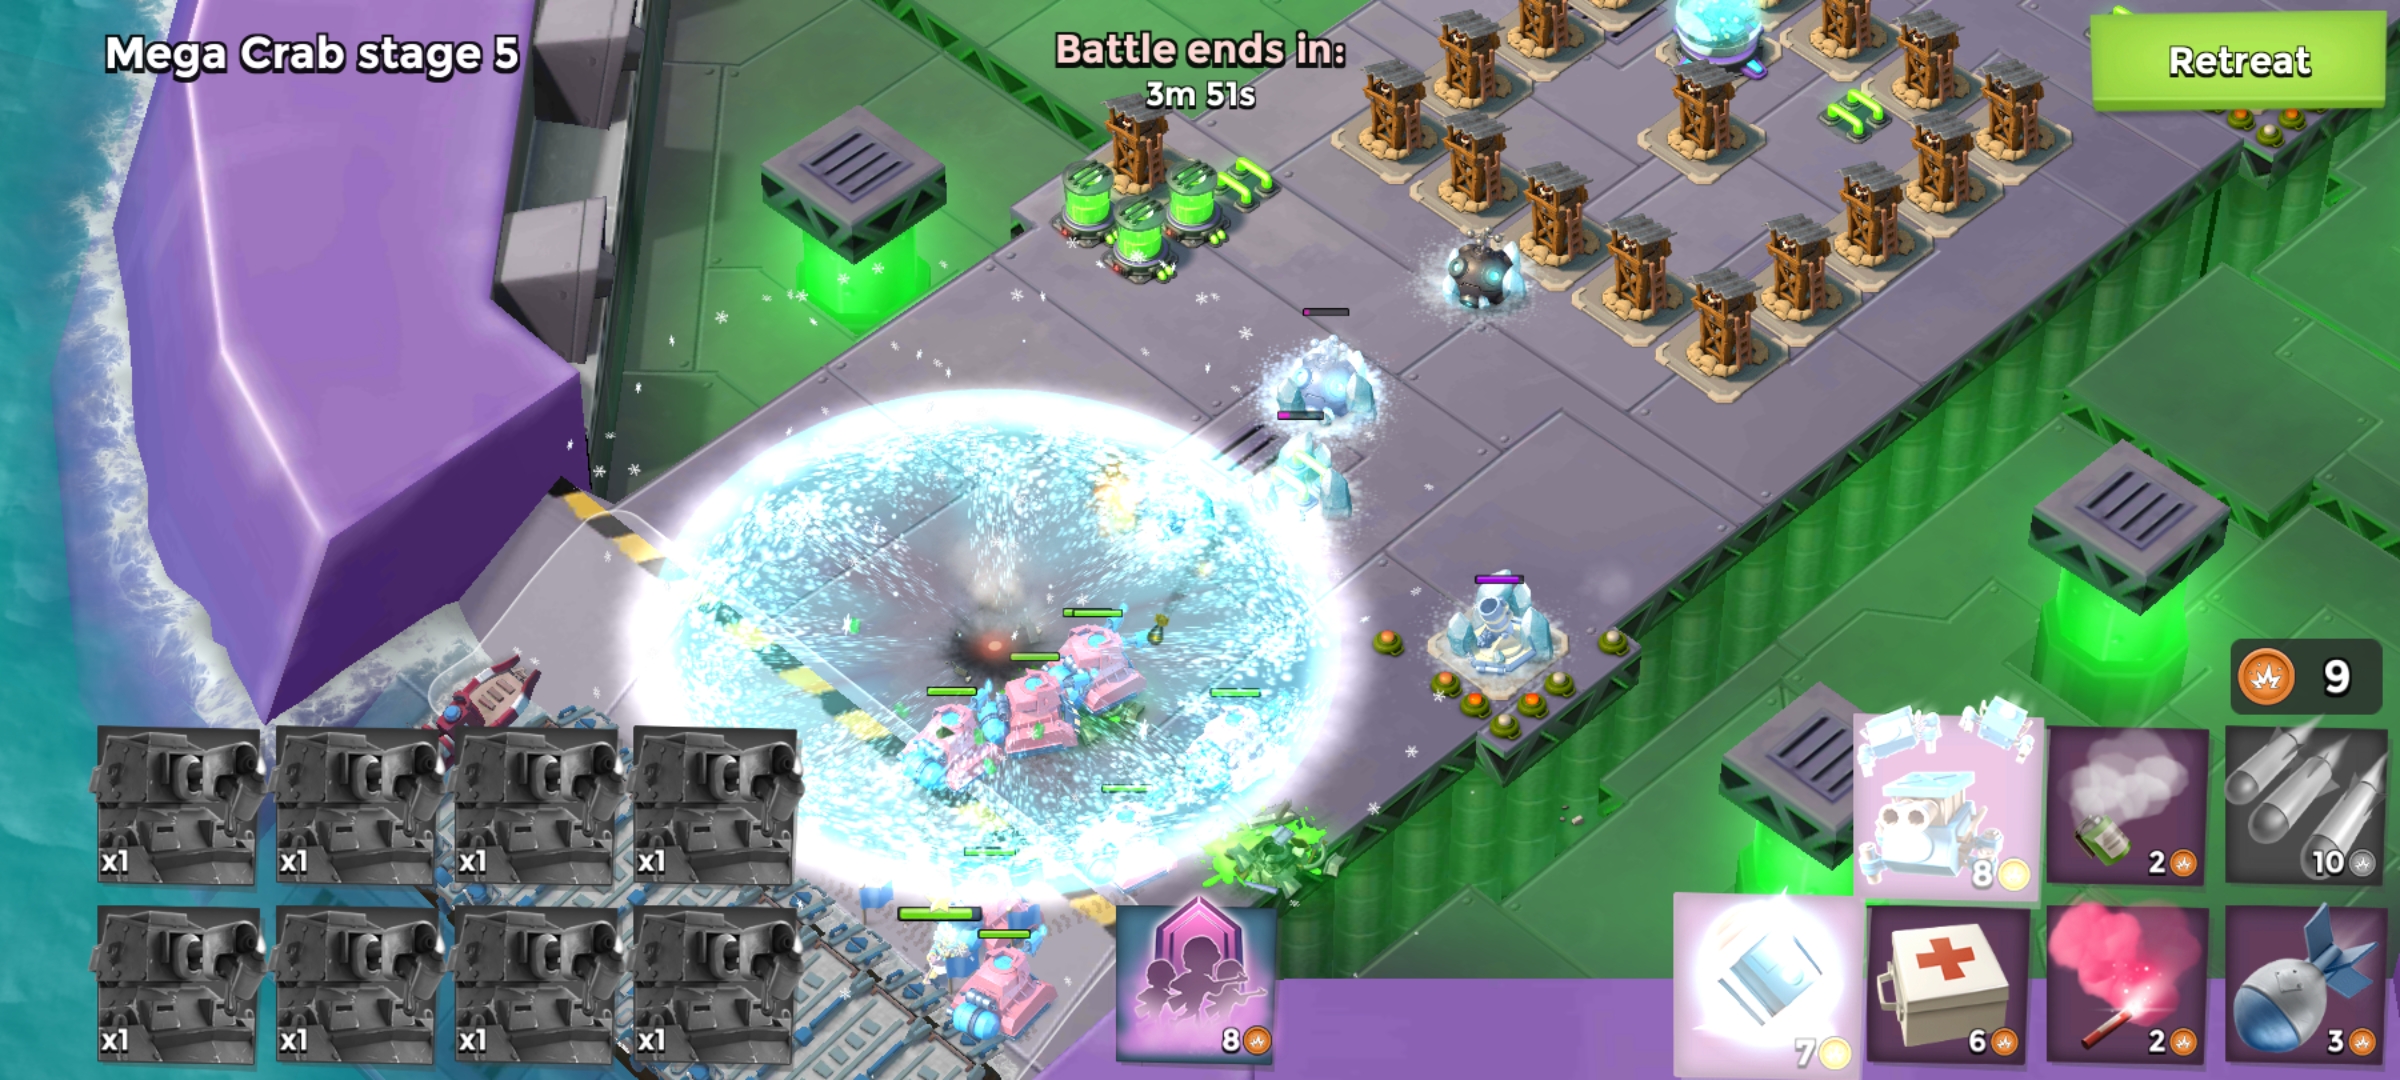 Mega Crab stage 5
Battle ends in:
3m 51s
Retreat
9
x1
x1
x1
x1
8
2
10
x1
x1
x1
x1
8
7
6
2
3